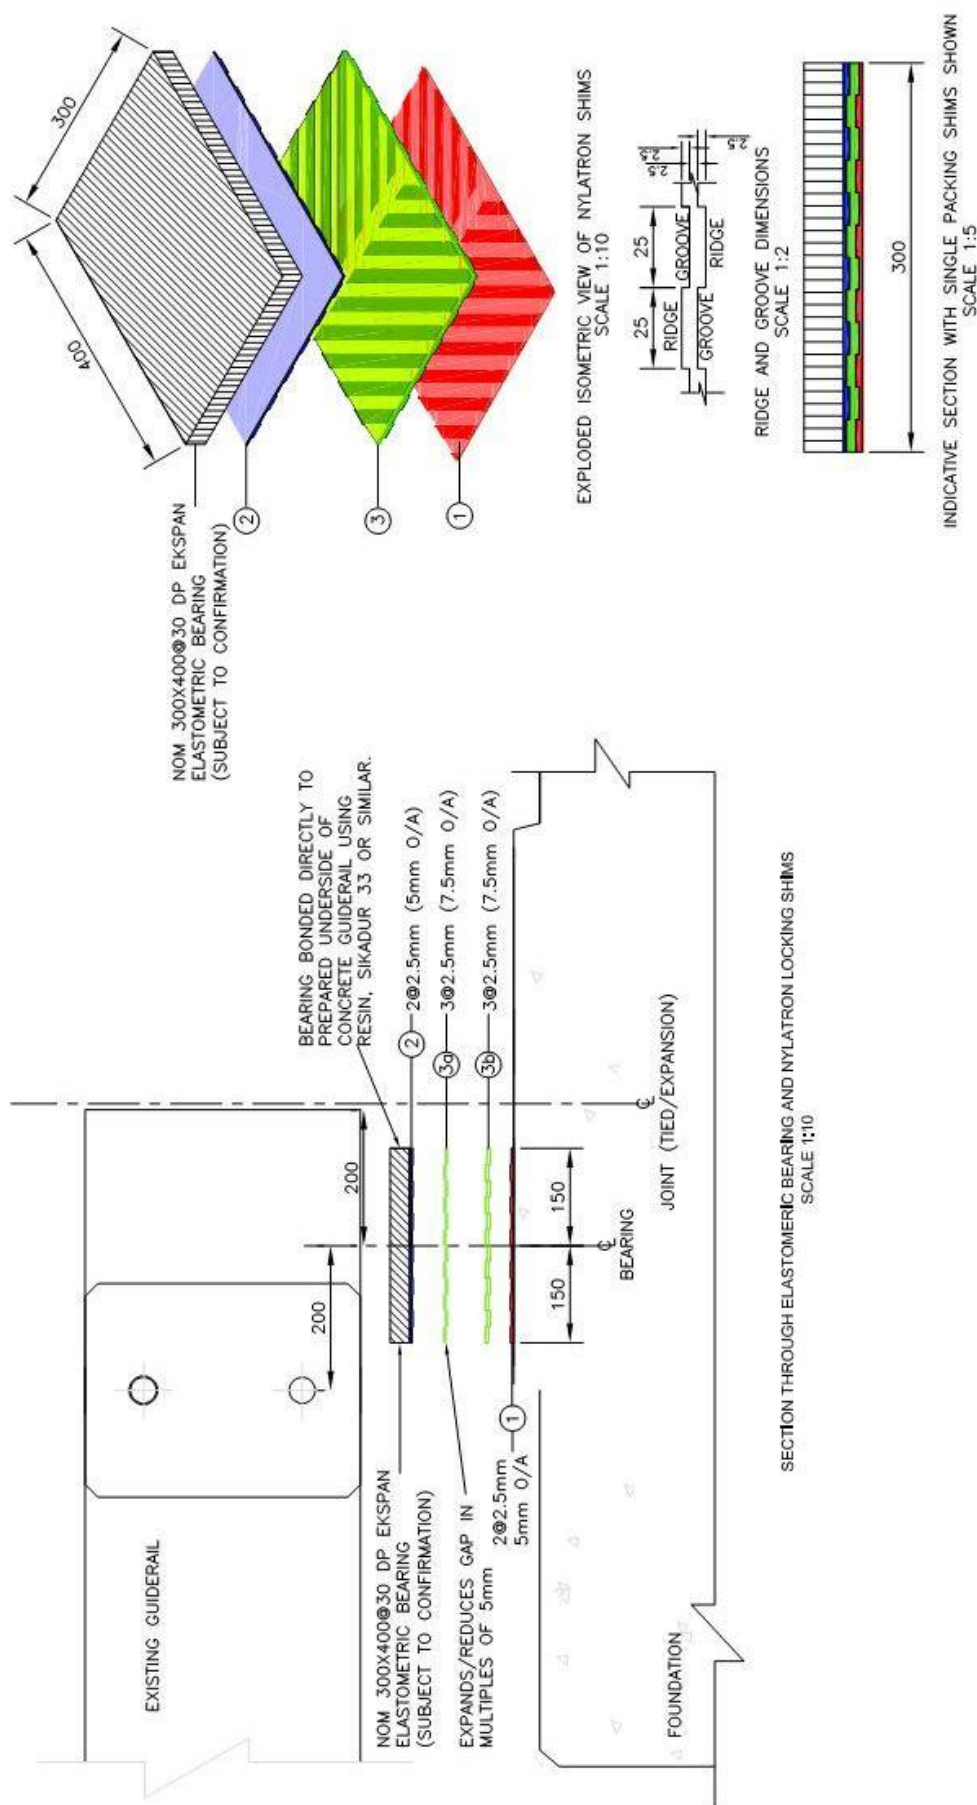 EXISTING GUIDERAIL
200
200
NOM 300X400@30 DP EKSPAN
ELASTOMETRIC BEARING
(SUBJECT TO CONFIRMATION)
BEARING BONDED DIRECTLY TO
PREPARED UNDERSIDE OF
CONCRETE GUIDERAIL USING
RESIN, SIKADUR 33 OR SIMILAR.
EXPANDS/REDUCES GAP IN
MULTIPLES OF 5mm
2 2@2.5mm (5mm O/A)
3a 3@2.5mm (7.5mm O/A)
3b 3@2.5mm (7.5mm O/A)
2@2.5mm
5mm O/A
1
150
150
BEARING
JOINT (TIED/EXPANSION)
FOUNDATION
SECTION THROUGH ELASTOMERIC BEARING AND NYLATRON LOCKING SHIMS
SCALE 1:10
400
300
NOM 300X400@30 DP EKSPAN
ELASTOMETRIC BEARING
(SUBJECT TO CONFIRMATION)
2
3
1
EXPLODED ISOMETRIC VIEW OF NYLATRON SHIMS
SCALE 1:10
25
25
RIDGE
GROOVE
GROOVE
RIDGE
2.5
2.5
2.5
RIDGE AND GROOVE DIMENSIONS
SCALE 1:2
300
INDICATIVE SECTION WITH SINGLE PACKING SHIMS SHOWN
SCALE 1:5